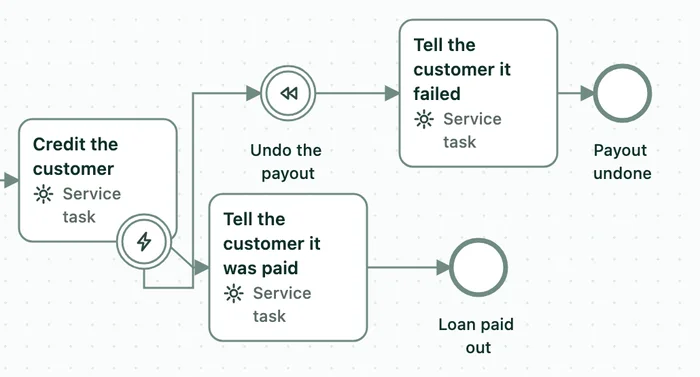 Credit the
customer
Service
task
Undo the
payout
Tell the
customer it
failed
Service
task
Payout
undone
Tell the
customer it
was paid
Service
task
Loan paid
out